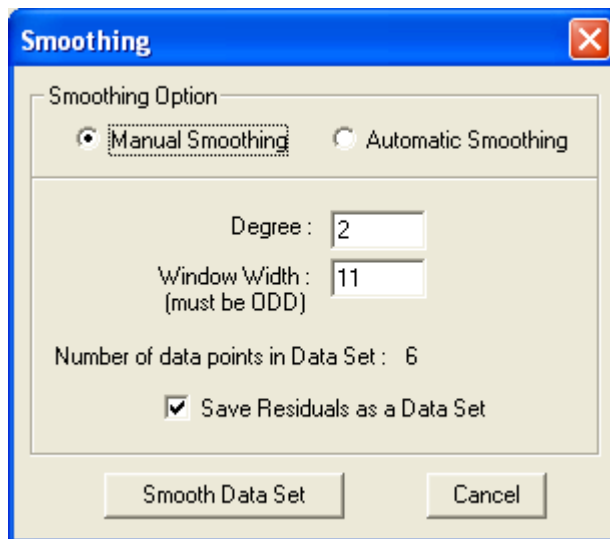 Smoothing
Smoothing Option
Manual Smoothing Automatic Smoothing
Degree : 2
Window Width : 11
(must be ODD)
Number of data points in Data Set : 6
Save Residuals as a Data Set
Smooth Data Set Cancel